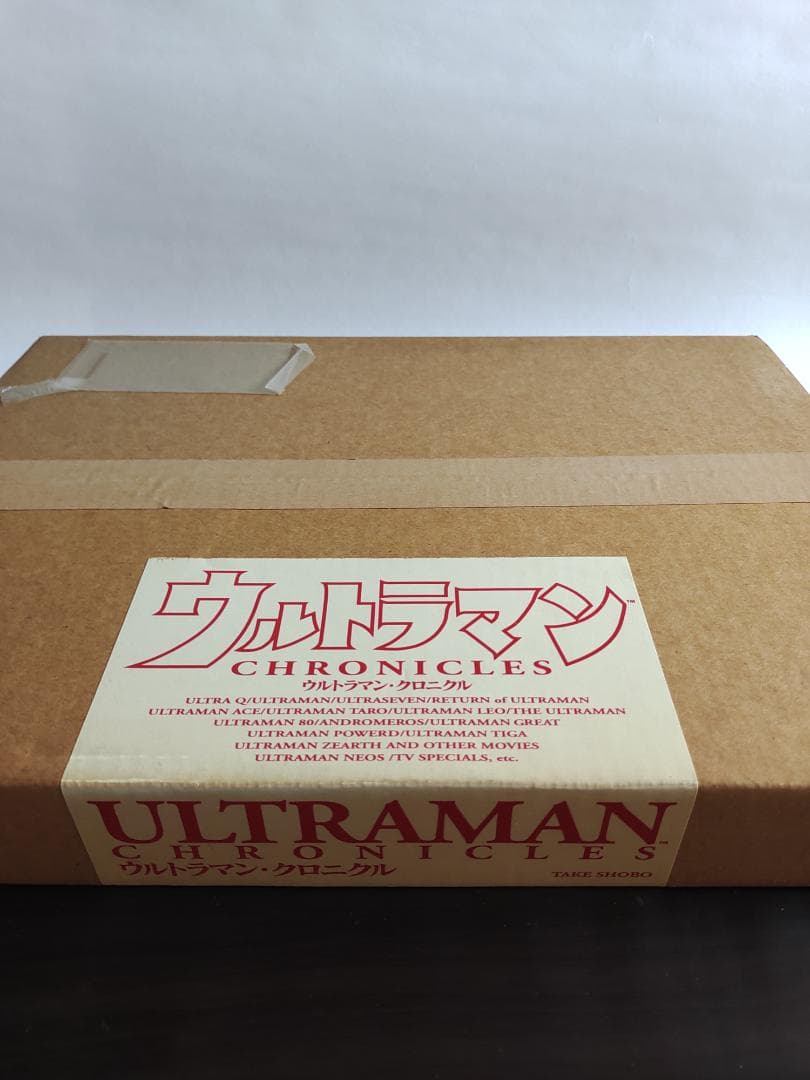 ウルトラマン™
CHRONICLES
ウルトラマン・クロニクル
ULTRA Q/ULTRAMAN/ULTRASEVEN/RETURN of ULTRAMAN
ULTRAMAN ACE/ULTRAMAN TARO/ULTRAMAN LEO/THE ULTRAMAN
ULTRAMAN 80/ANDROMEROS/ULTRAMAN GREAT
ULTRAMAN POWERD/ULTRAMAN TIGA
ULTRAMAN ZEARTH AND OTHER MOVIES
ULTRAMAN NEOS /TV SPECIALS, etc.
ULTRAMAN™
CHRONICLES
ウルトラマン・クロニクル
TAKE SHOBO